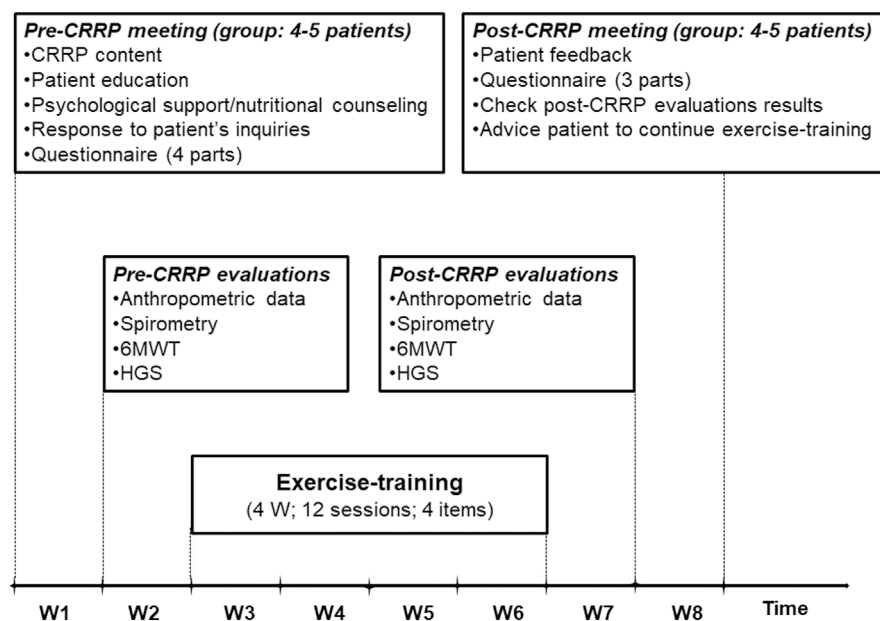 Pre-CRRP meeting (group: 4-5 patients)
•CRRP content
•Patient education
•Psychological support/nutritional counseling
•Response to patient's inquiries
•Questionnaire (4 parts)
Post-CRRP meeting (group: 4-5 patients)
•Patient feedback
•Questionnaire (3 parts)
•Check post-CRRP evaluations results
•Advice patient to continue exercise-training
Pre-CRRP evaluations
•Anthropometric data
•Spirometry
•6MWT
•HGS
Post-CRRP evaluations
•Anthropometric data
•Spirometry
•6MWT
•HGS
Exercise-training
(4 W; 12 sessions; 4 items)
W1 W2 W3 W4 W5 W6 W7 W8 Time